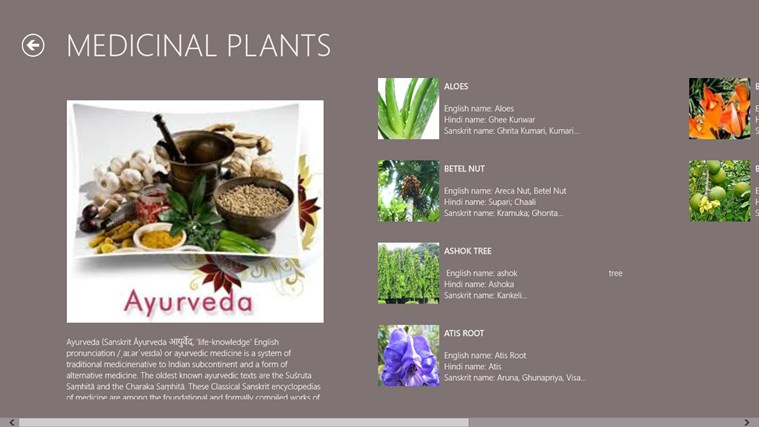 MEDICINAL PLANTS
Ayurveda
Ayurveda (Sanskrit Āyurveda आयुर्वेद, 'life-knowledge' English
pronunciation /ˌaɪ.ərˈveɪdə) or ayurvedic medicine is a system of
traditional medicinenative to Indian subcontinent and a form of
alternative medicine. The oldest known ayurvedic texts are the Suśruta
Saṃhitā and the Charaka Saṃhitā. These Classical Sanskrit encyclopedias
of medicine are among the foundational and formally compiled works of
ALOES
English name: Aloes
Hindi name: Ghee Kunwar
Sanskrit name: Ghrita Kumari, Kumari...
BETEL NUT
English name: Areca Nut, Betel Nut
Hindi name: Supari; Chaali
Sanskrit name: Kramuka; Ghonta...
ASHOK TREE
English name: ashok tree
Hindi name: Ashoka
Sanskrit name: Kankeli...
ATIS ROOT
English name: Atis Root
Hindi name: Atis
Sanskrit name: Aruna, Ghunapriya, Visa...